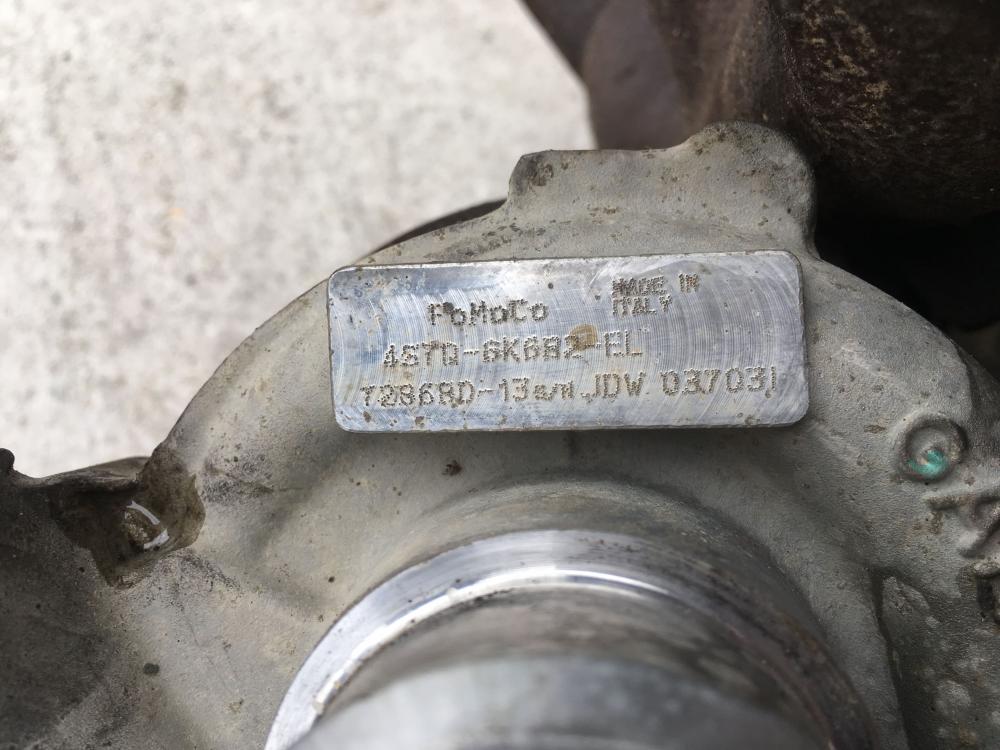 FoMoCo
MADE IN
ITALY
4S7Q-6K682-EL
728680-13 s/n.JDW 037031